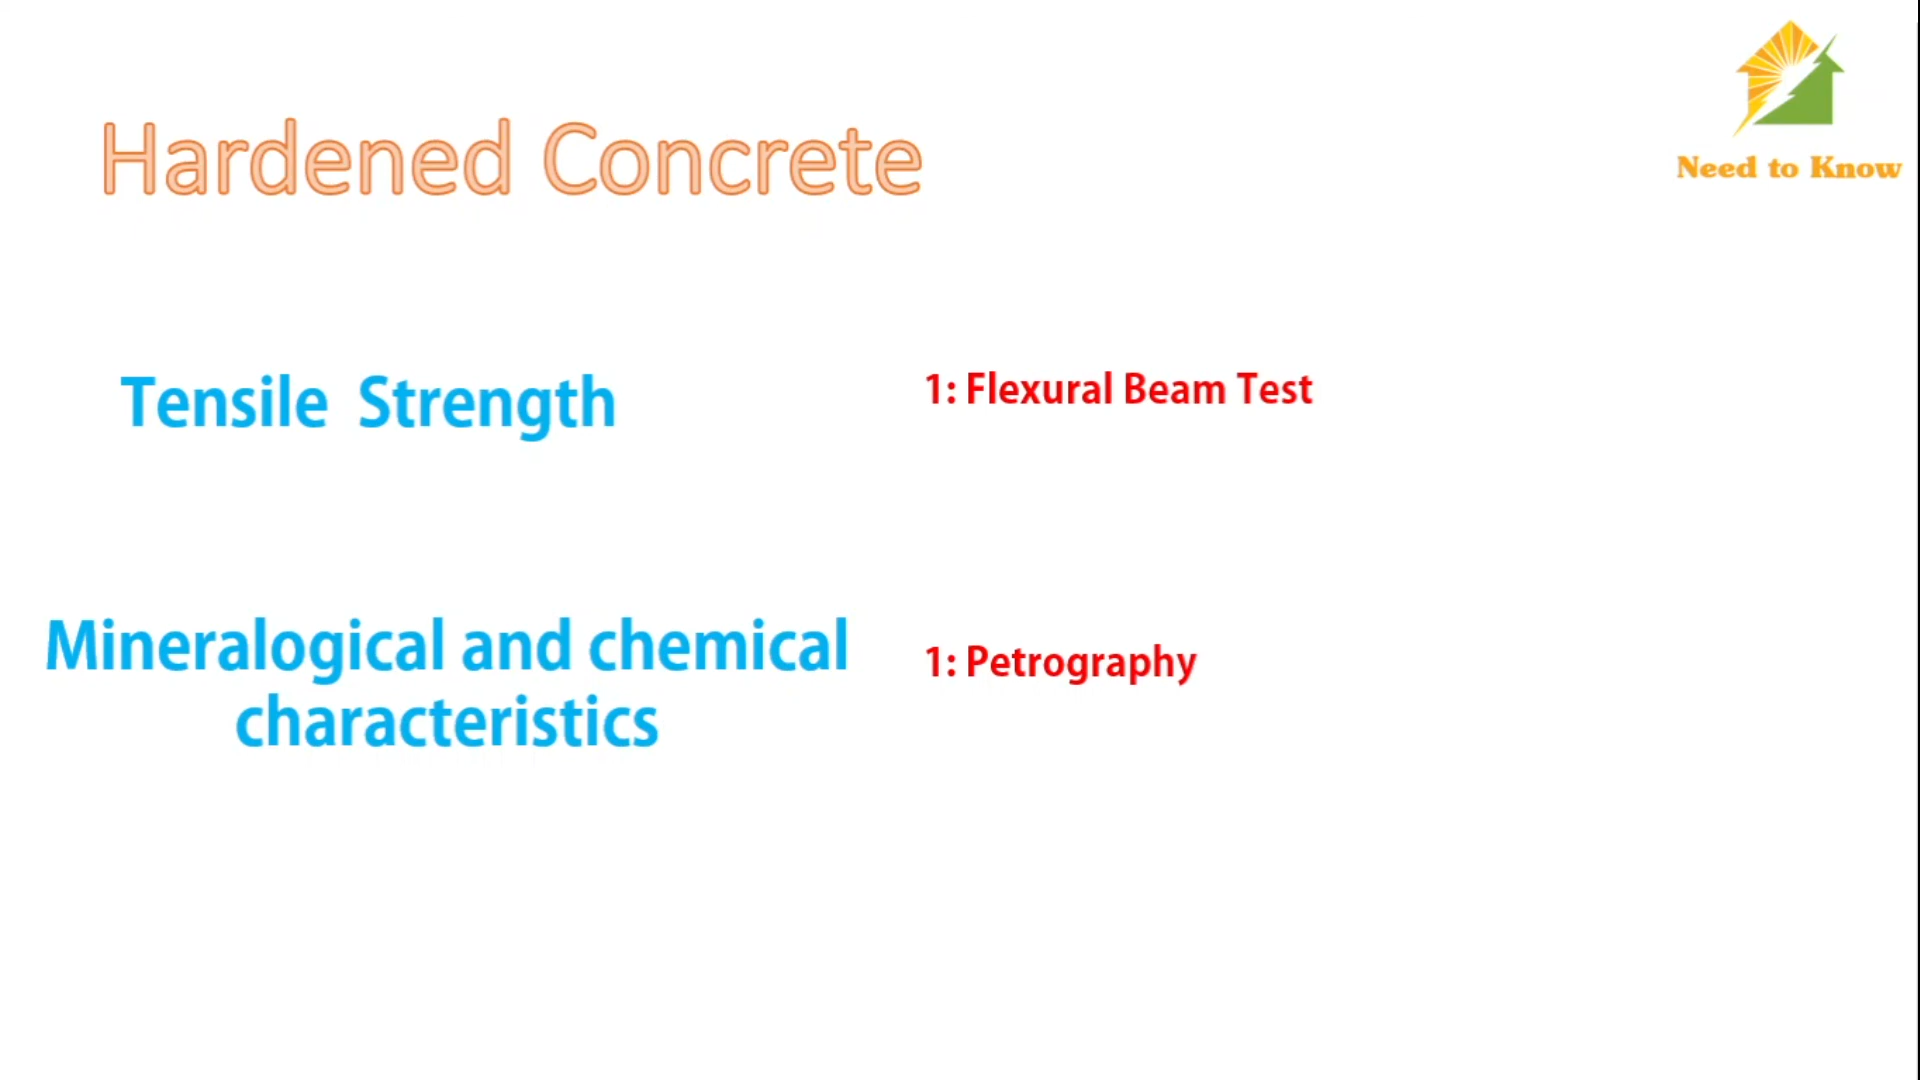 Need to Know
Hardened Concrete
Tensile Strength
1: Flexural Beam Test
Mineralogical and chemical
characteristics
1: Petrography